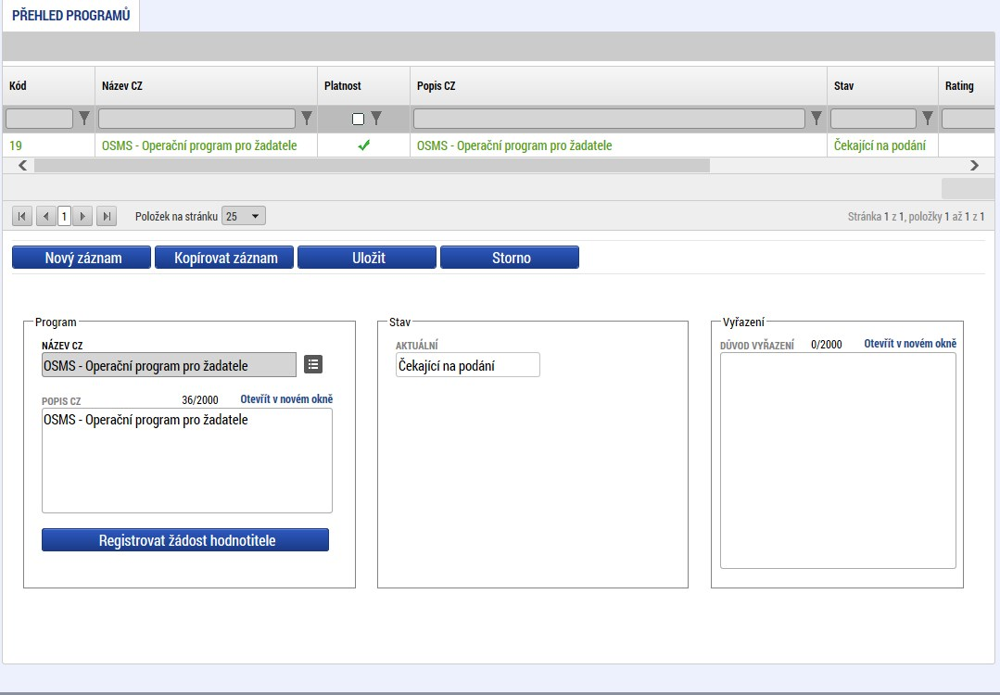 PŘEHLED PROGRAMŮ
Kód Název CZ Platnost Popis CZ Stav Rating
19 OSMS - Operační program pro žadatele OSMS - Operační program pro žadatele Čekající na podání
1 Položek na stránku 25 Stránka 1 z 1, položky 1 až 1 z 1
Nový záznam Kopírovat záznam Uložit Storno
Program Stav Vyřazení
NÁZEV CZ AKTUÁLNÍ DŮVOD VYŘAZENÍ 0/2000 Otevřít v novém okně
OSMS - Operační program pro žadatele Čekající na podání
POPIS CZ 36/2000 Otevřít v novém okně
OSMS - Operační program pro žadatele
Registrovat žádost hodnotitele